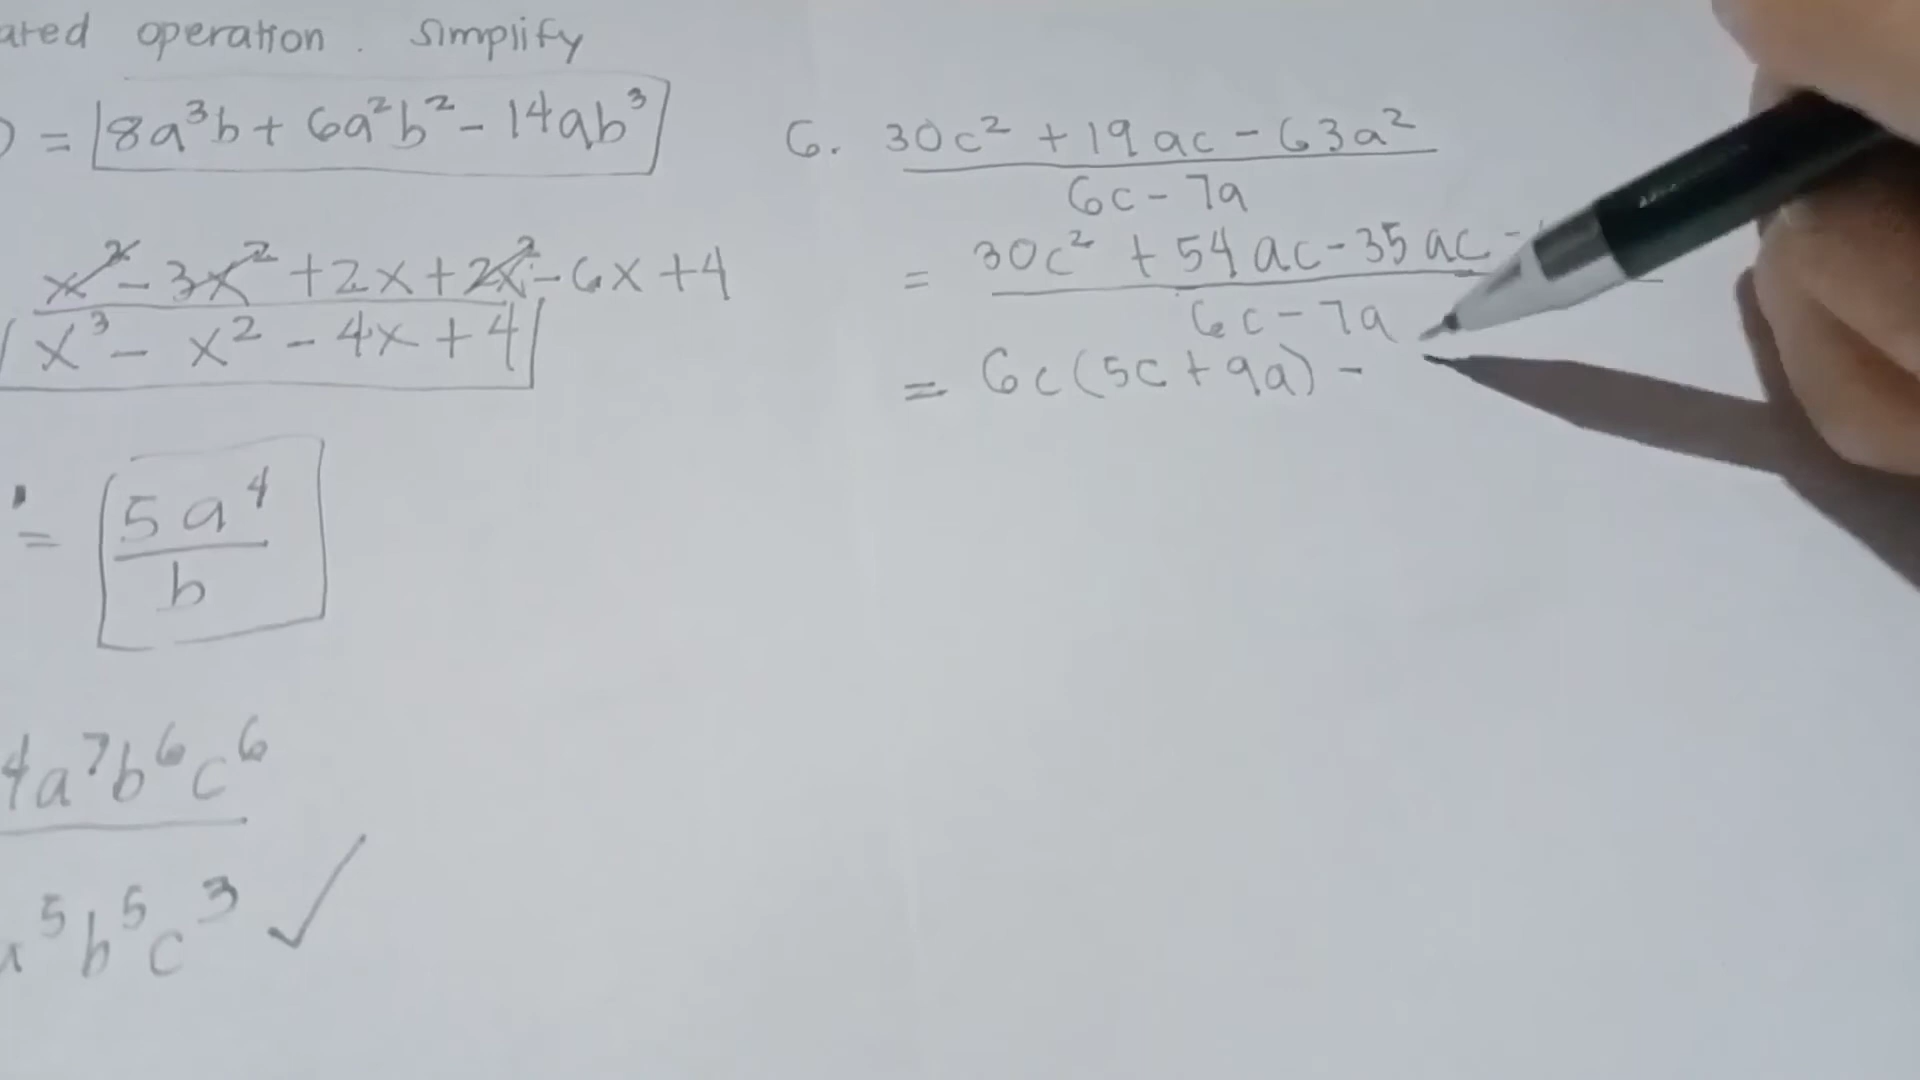 ated operation. Simplify
) = 8a³b + 6a²b² - 14ab³
x² - 3x² + 2x + 2x² - 6x + 4
x³ - x² - 4x + 4
= 5a⁴
b
4a⁷b⁶c⁶
a⁵b⁵c³ ✓
6. 30c² + 19ac - 63a²
6c - 7a
= 30c² + 54ac - 35ac -
6c - 7a
= 6c(5c + 9a) -